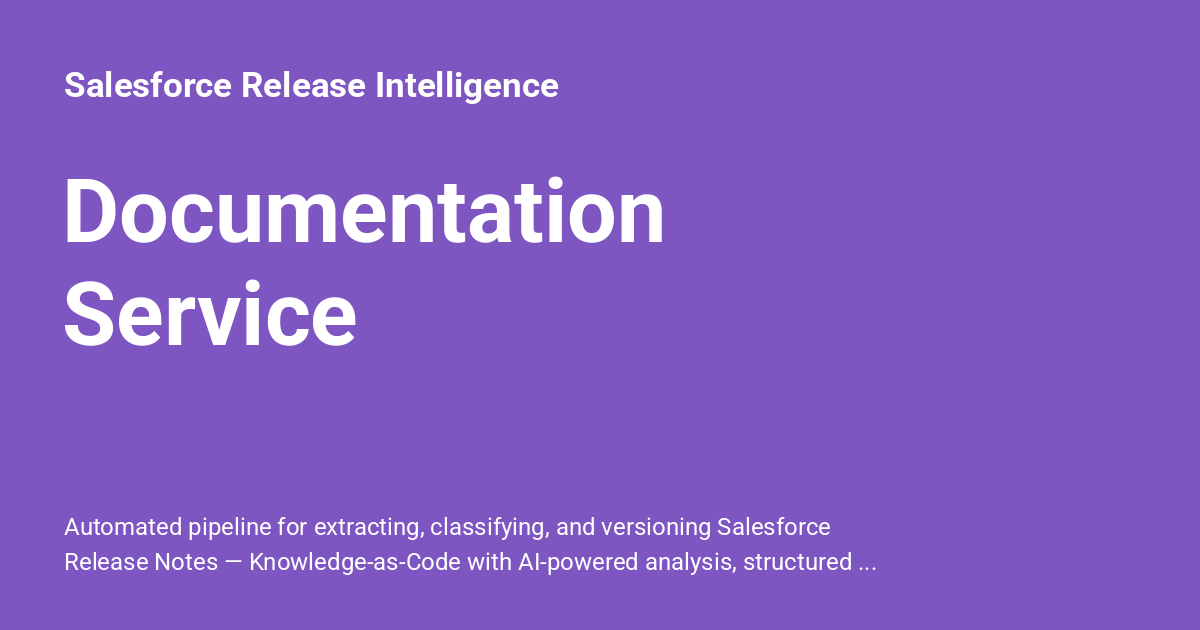 Salesforce Release Intelligence
Documentation
Service
Automated pipeline for extracting, classifying, and versioning Salesforce
Release Notes — Knowledge-as-Code with AI-powered analysis, structured ...